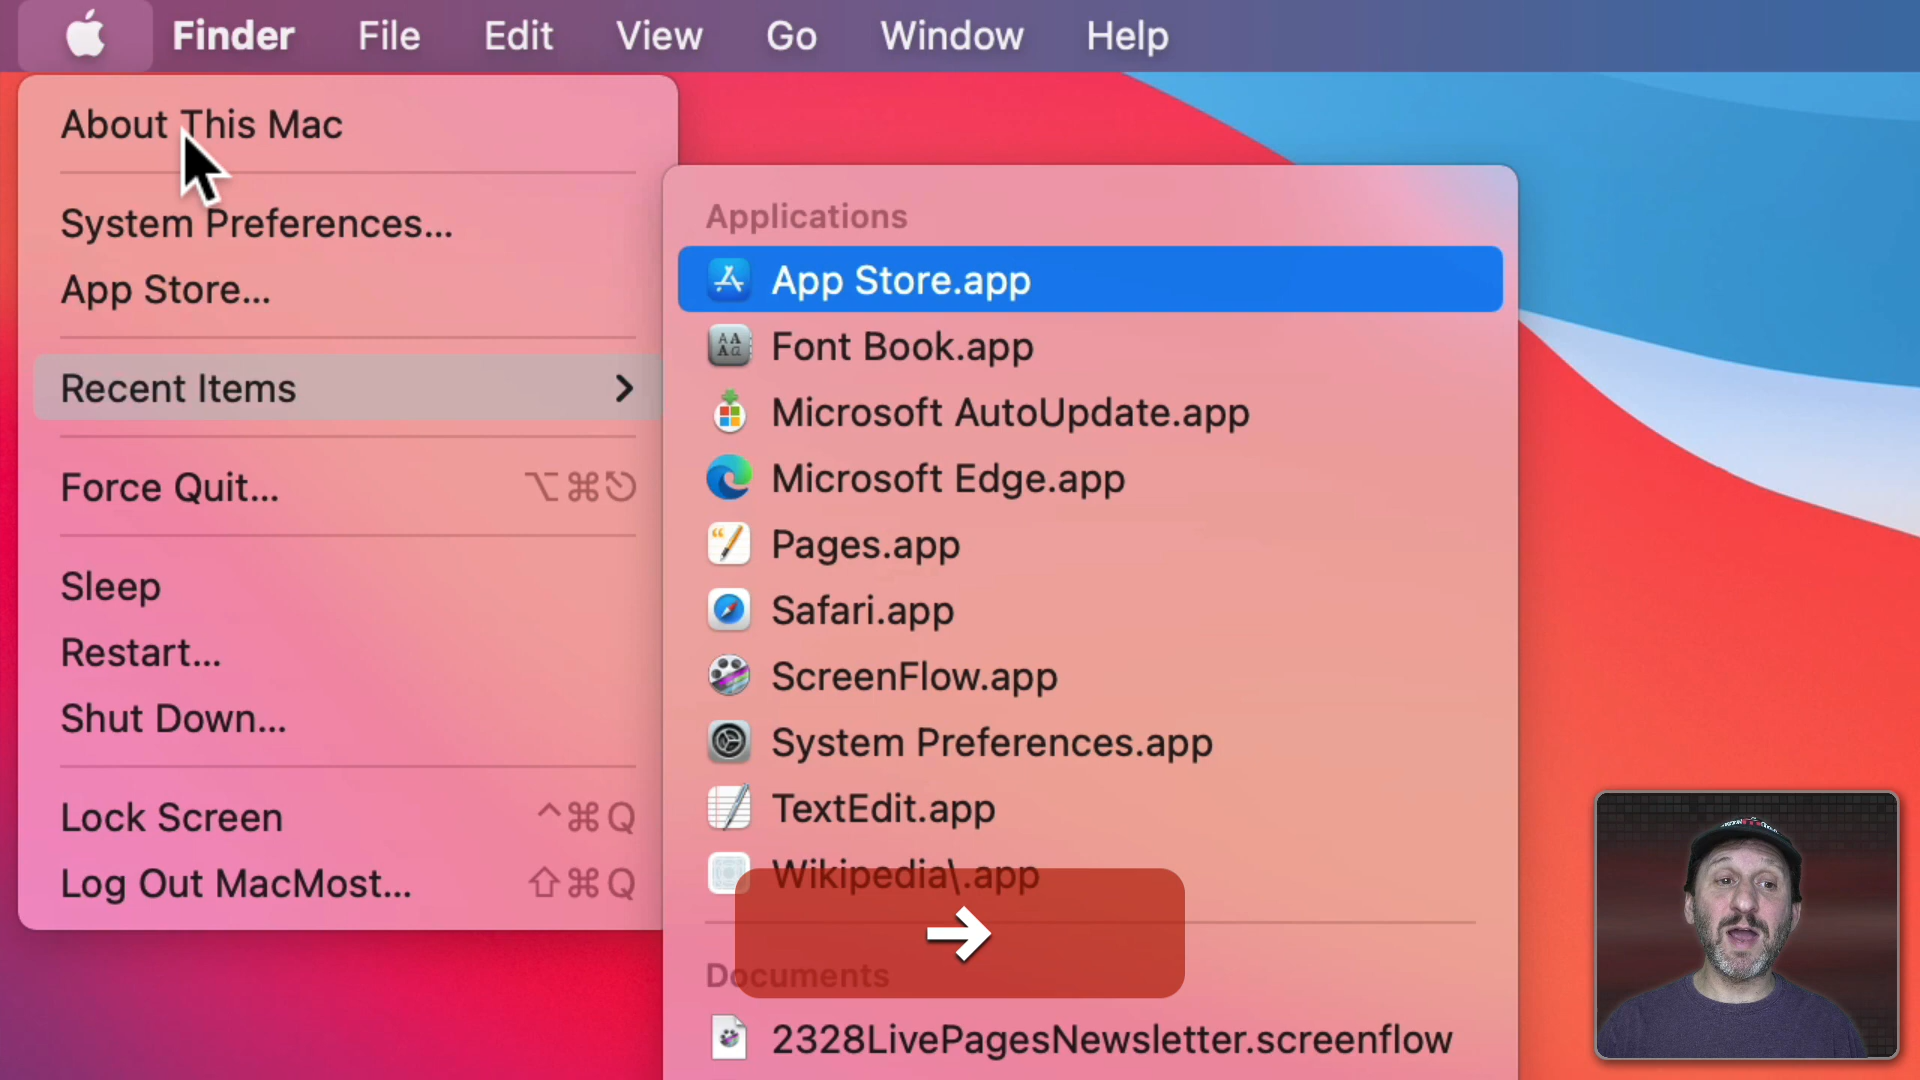 Finder File Edit View Go Window Help
About This Mac
System Preferences...
App Store...
Recent Items
Force Quit... ⌥⌘⎋
Sleep
Restart...
Shut Down...
Lock Screen ^⌘Q
Log Out MacMost... ⇧⌘Q
Applications
App Store.app
Font Book.app
Microsoft AutoUpdate.app
Microsoft Edge.app
Pages.app
Safari.app
ScreenFlow.app
System Preferences.app
TextEdit.app
Wikipedia\.app
Documents
2328LivePagesNewsletter.screenflow